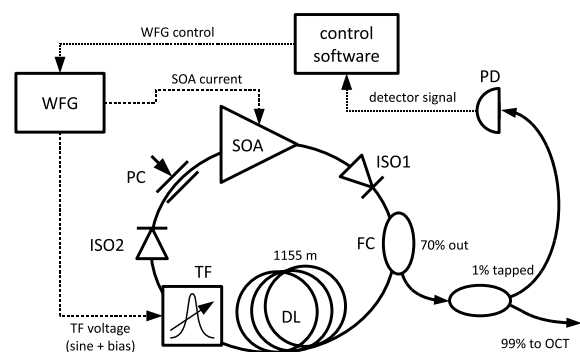 WFG control
control
software
PD
SOA current
WFG
detector signal
SOA
ISO1
PC
FC
70% out
ISO2
1155 m
TF
1% tapped
DL
TF voltage
(sine + bias)
99% to OCT